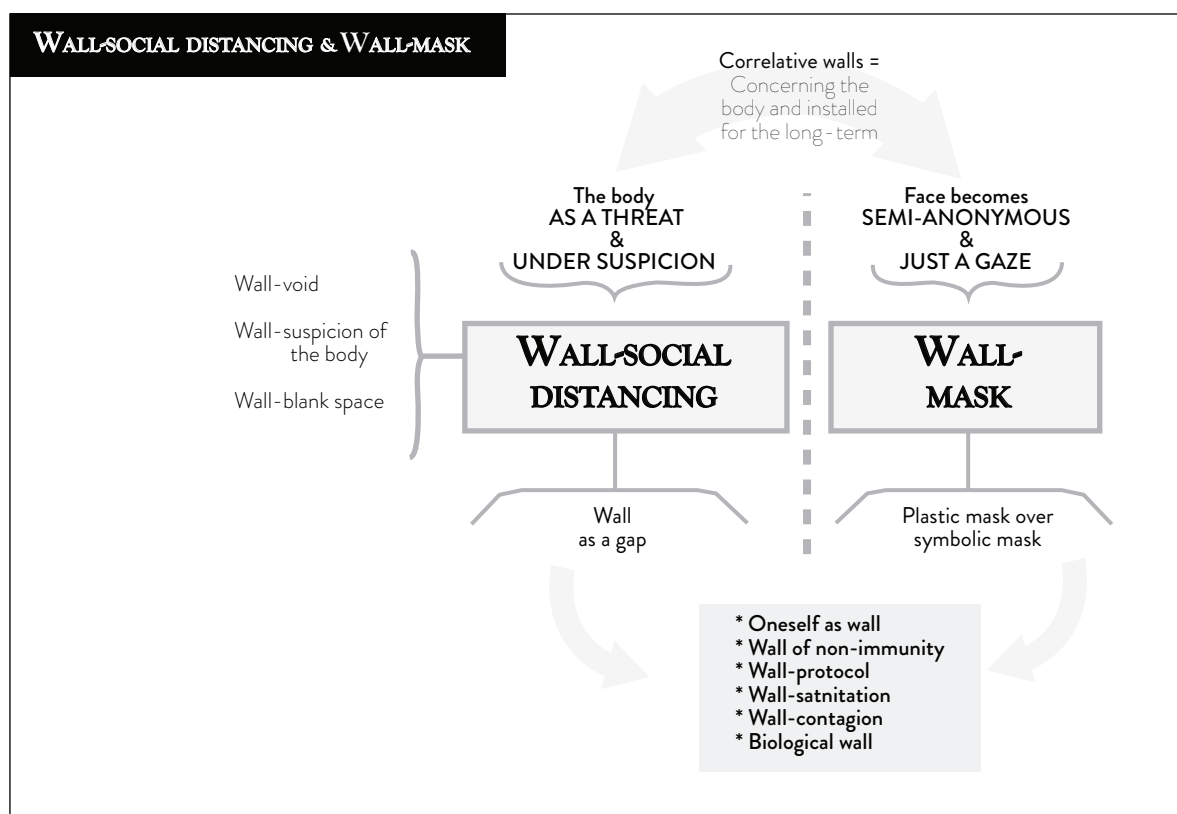 WALL-SOCIAL DISTANCING & WALL-MASK
Correlative walls =
Concerning the
body and installed
for the long-term
The body
AS A THREAT
&
UNDER SUSPICION
Face becomes
SEMI-ANONYMOUS
&
JUST A GAZE
Wall-void
Wall-suspicion of
the body
Wall-blank space
WALL-SOCIAL
DISTANCING
WALL-
MASK
Wall
as a gap
Plastic mask over
symbolic mask
* Oneself as wall
* Wall of non-immunity
* Wall-protocol
* Wall-satnitation
* Wall-contagion
* Biological wall